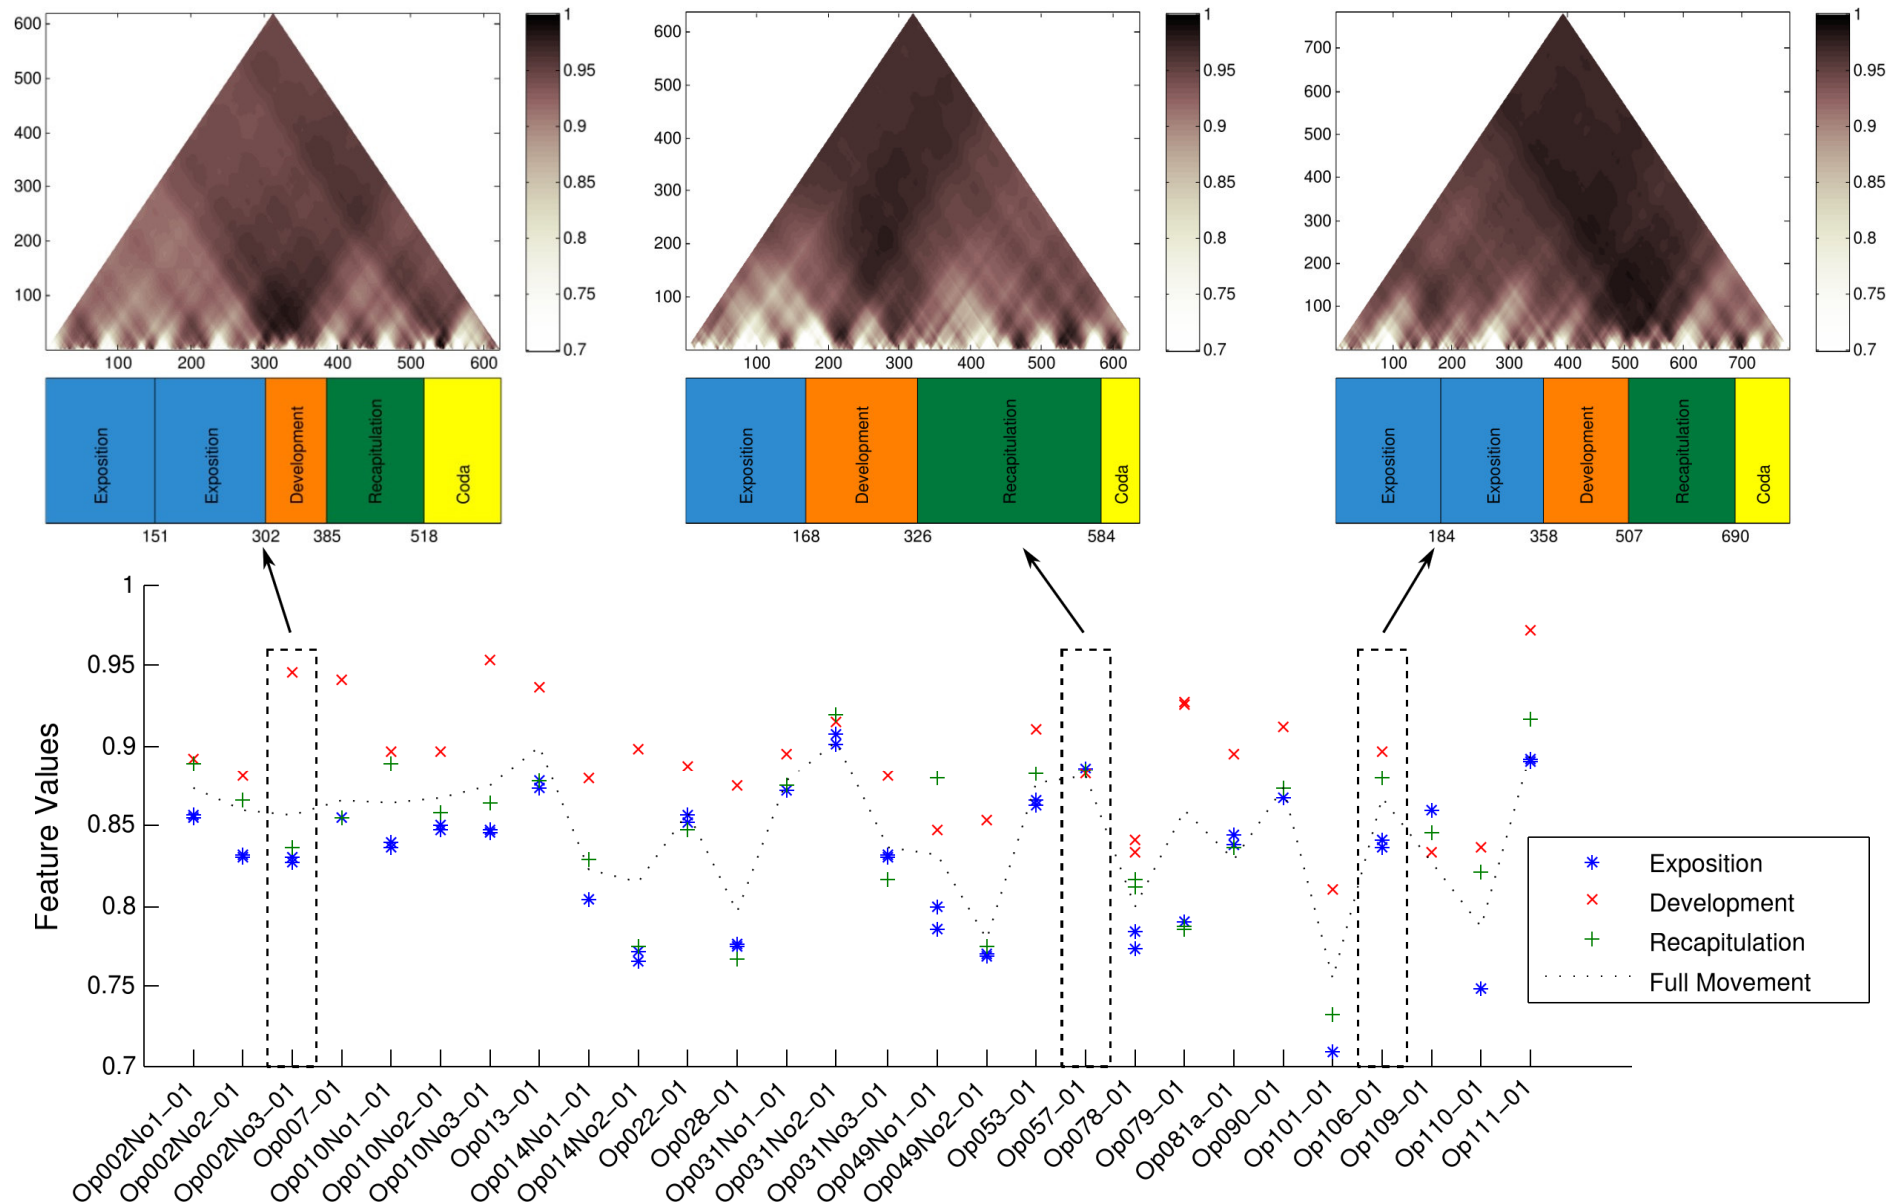 600
500
400
300
200
100
100 200 300 400 500 600
1
0.95
0.9
0.85
0.8
0.75
0.7
600
500
400
300
200
100
100 200 300 400 500 600
1
0.95
0.9
0.85
0.8
0.75
0.7
700
600
500
400
300
200
100
100 200 300 400 500 600 700
1
0.95
0.9
0.85
0.8
0.75
0.7
Exposition Exposition Development Recapitulation Coda
151 302 385 518
Exposition Development Recapitulation Coda
168 326 584
Exposition Exposition Development Recapitulation Coda
184 358 507 690
Feature Values
1
0.95
0.9
0.85
0.8
0.75
0.7
Exposition
Development
Recapitulation
Full Movement
Op002No1−01
Op002No2−01
Op002No3−01
Op007−01
Op010No1−01
Op010No2−01
Op010No3−01
Op013−01
Op014No1−01
Op014No2−01
Op022−01
Op028−01
Op031No1−01
Op031No2−01
Op031No3−01
Op049No1−01
Op049No2−01
Op053−01
Op057−01
Op078−01
Op079−01
Op081a−01
Op090−01
Op101−01
Op106−01
Op109−01
Op110−01
Op111−01